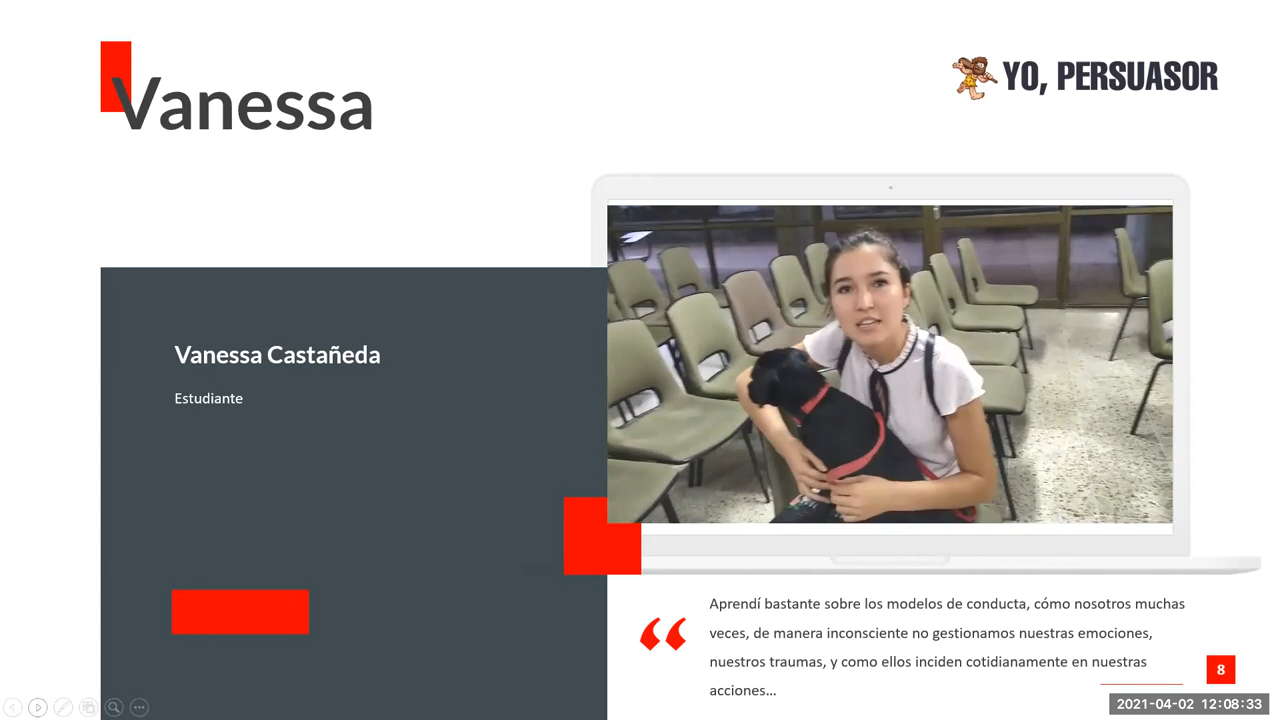 Vanessa
YO, PERSUASOR
Vanessa Castañeda
Estudiante
“
Aprendí bastante sobre los modelos de conducta, cómo nosotros muchas
veces, de manera inconsciente no gestionamos nuestras emociones,
nuestros traumas, y como ellos inciden cotidianamente en nuestras
acciones...
8
2021-04-02 12:08:33